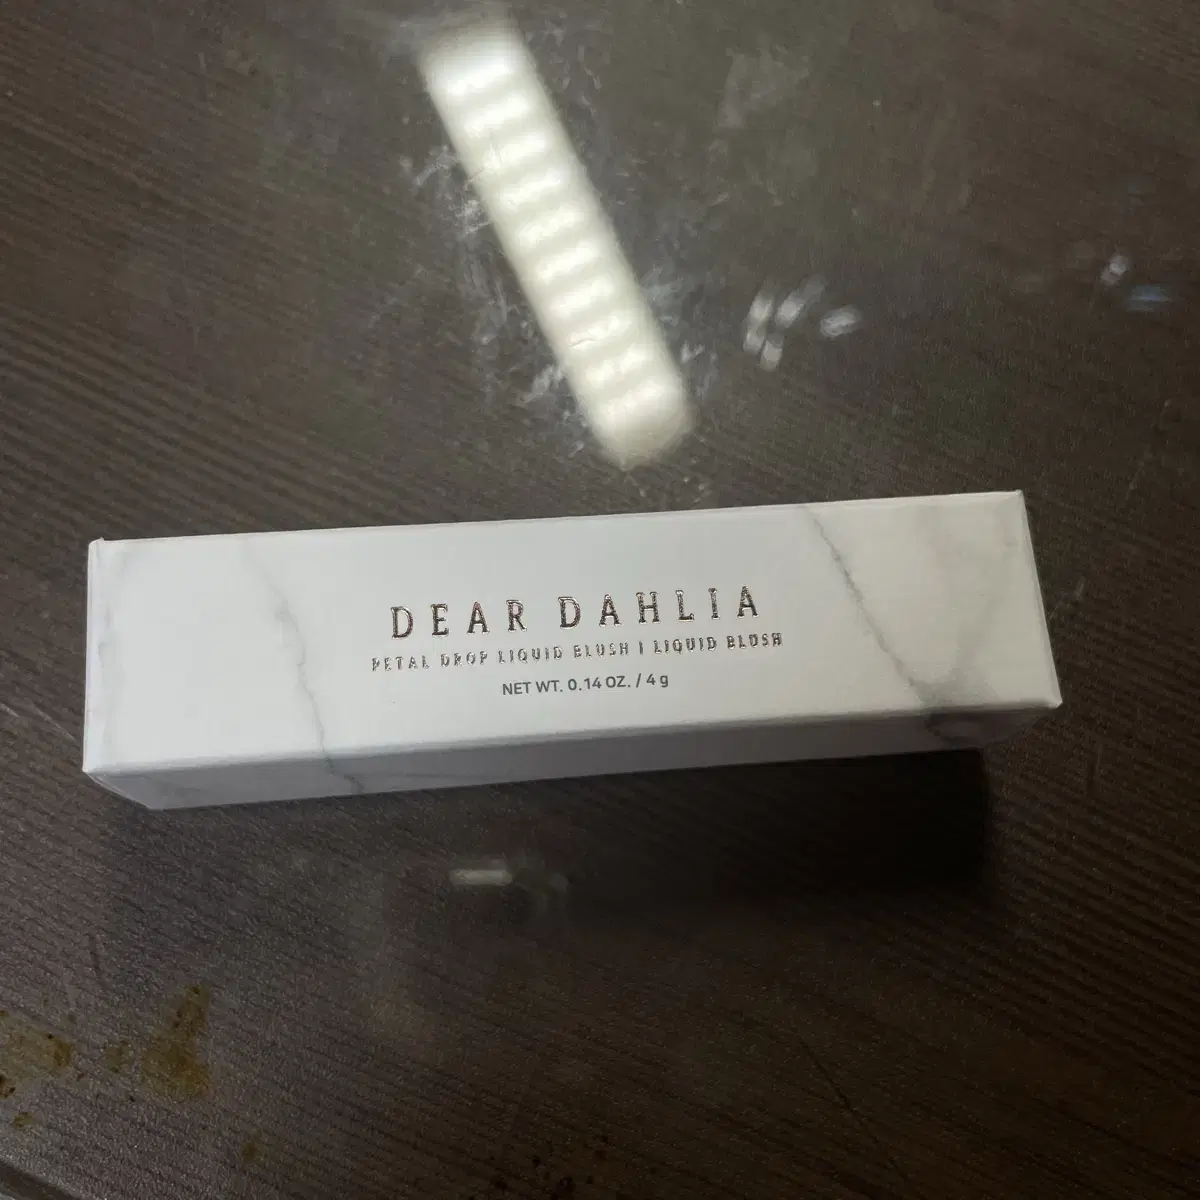 DEAR DAHLIA
PETAL DROP LIQUID BLUSH | LIQUID BLUSH
NET WT. 0.14 OZ. / 4 g